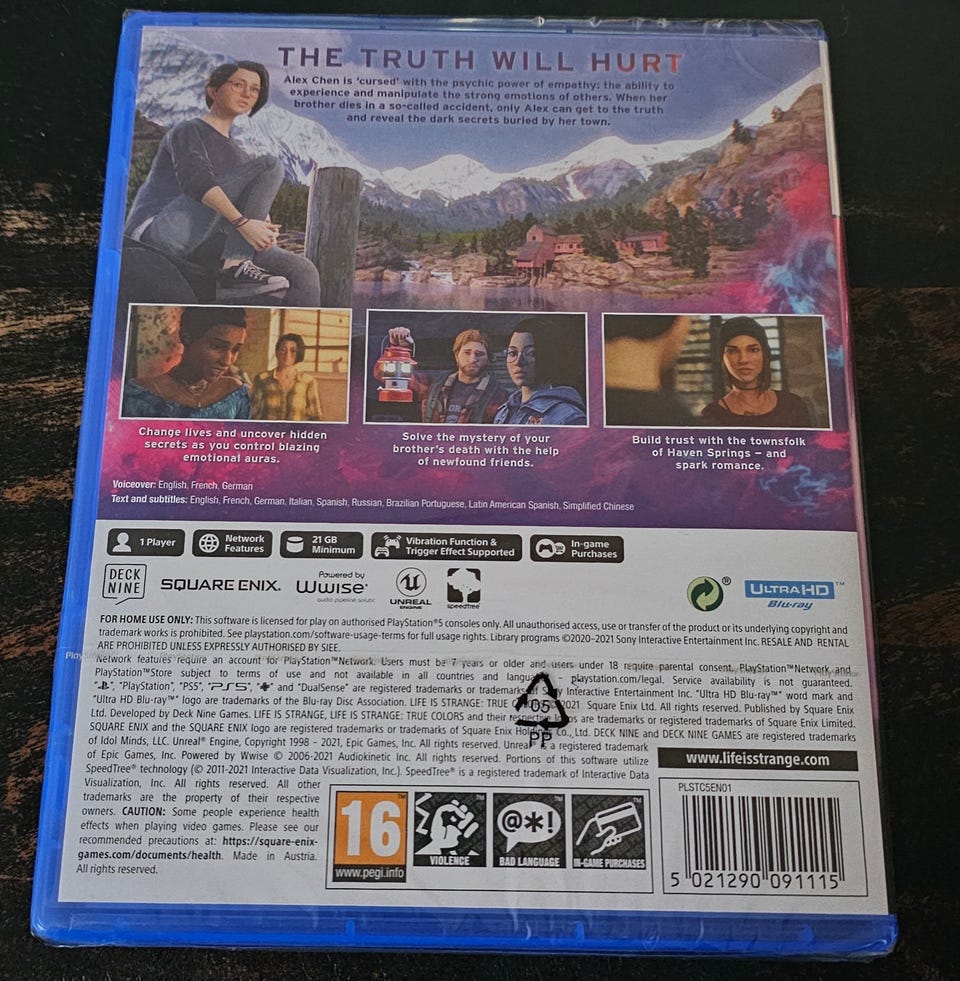 THE TRUTH WILL HURT
Alex Chen is 'cursed' with the psychic power of empathy: the ability to
experience and manipulate the strong emotions of others. When her
brother dies in a so-called accident, only Alex can get to the truth
and reveal the dark secrets buried by her town.
Change lives and uncover hidden
secrets as you control blazing
emotional auras.
Solve the mystery of your
brother's death with the help
of newfound friends.
Build trust with the townsfolk
of Haven Springs – and
spark romance.
Voiceover: English, French, German
Text and subtitles: English, French, German, Italian, Spanish, Russian, Brazilian Portuguese, Latin American Spanish, Simplified Chinese
1 Player
Network
Features
21 GB
Minimum
Vibration Function &
Trigger Effect Supported
In-game
Purchases
DECK
NINE
SQUARE ENIX.
Powered by
Wwise
audio pipeline solution
UNREAL
ENGINE
speedtree
®
ULTRA HD™
Blu-ray
FOR HOME USE ONLY: This software is licensed for play on authorised PlayStation®5 consoles only. All unauthorised access, use or transfer of the product or its underlying copyright and
trademark works is prohibited. See playstation.com/software-usage-terms for full usage rights. Library programs ©2020–2021 Sony Interactive Entertainment Inc. RESALE AND RENTAL
ARE PROHIBITED UNLESS EXPRESSLY AUTHORISED BY SIEE.
Network features require an account for PlayStation™Network. Users must be 7 years or older and users under 18 require parental consent. PlayStation™Network and
PlayStation™Store subject to terms of use and not available in all countries and - playstation.com/legal. Service availability is not guaranteed.
"PlayStation", "PS5", "PS5", and "DualSense" are registered trademarks or trademarks of Sony Interactive Entertainment Inc. "Ultra HD Blu-ray™" word mark and
"Ultra HD Blu-ray™" logo are trademarks of the Blu-ray Disc Association. LIFE IS STRANGE: TRUE 2021 Square Enix Ltd. All rights reserved. Published by Square Enix
Ltd. Developed by Deck Nine Games. LIFE IS STRANGE, LIFE IS STRANGE: TRUE COLORS and their respective logos are trademarks or registered trademarks of Square Enix Limited.
SQUARE ENIX and the SQUARE ENIX logo are registered trademarks or trademarks of Square Enix Holdings Co., Ltd. DECK NINE and DECK NINE GAMES are registered trademarks
of Idol Minds, LLC. Unreal® Engine, Copyright 1998 – 2021, Epic Games, Inc. All rights reserved. Unreal® is a registered trademark
of Epic Games, Inc. Powered by Wwise © 2006-2021 Audiokinetic Inc. All rights reserved. Portions of this software utilize
SpeedTree® technology (© 2011-2021 Interactive Data Visualization, Inc.). SpeedTree® is a registered trademark of Interactive Data
Visualization, Inc. All rights reserved. All other
trademarks are the property of their respective
owners. CAUTION: Some people experience health
effects when playing video games. Please see our
recommended precautions at: https://square-enix-
games.com/documents/health. Made in Austria.
All rights reserved.
05
PP
www.lifeisstrange.com
16
www.pegi.info
VIOLENCE
@*!
BAD LANGUAGE
IN-GAME PURCHASES
PLSTC5EN01
5 021290 091115